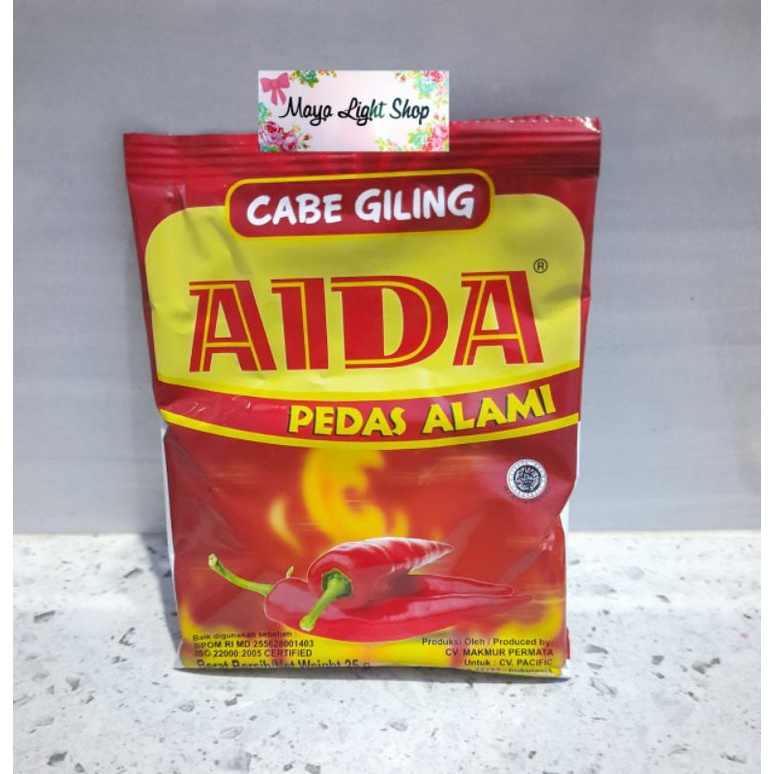 Maya Light Shop
CABE GILING
AIDA®
PEDAS ALAMI
Baik digunakan sebelum
BPOM RI MD 255628001403
ISO 22000:2005 CERTIFIED
Berat Bersih/Net Weight 25 g
Produksi Oleh / Produced by:
CV. MAKMUR PERMATA
Untuk : CV. PACIFIC
Indonesia